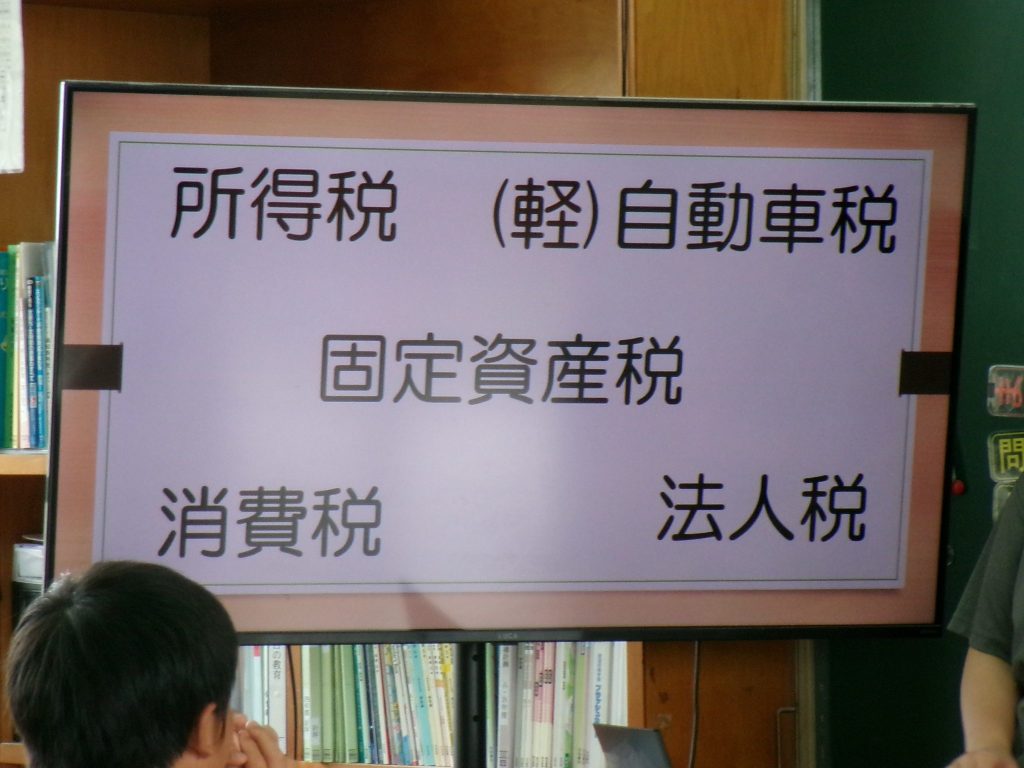 所得税
(軽)自動車税
固定資産税
消費税
法人税
問